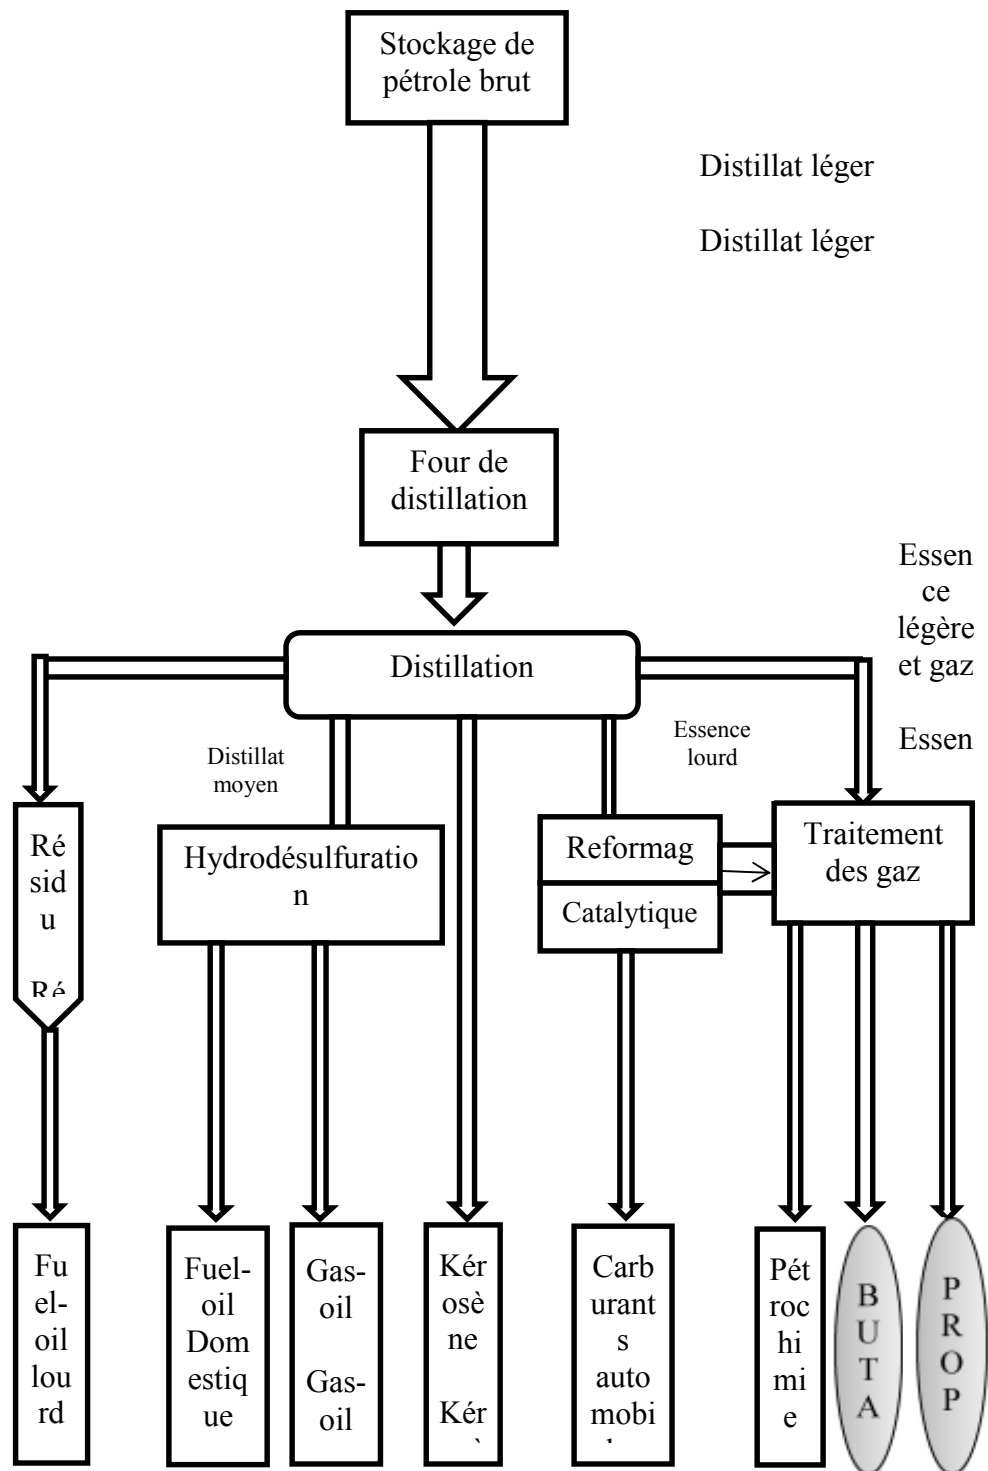 Stockage de
pétrole brut
Distillat léger
Distillat léger
Four de
distillation
Essen
ce
légère
et gaz
Essen
Distillation
Distillat
moyen
Essence
lourd
Ré
sid
u
Ré
Hydrodésulfuratio
n
Reformag
Catalytique
Traitement
des gaz
Fu
el-
oil
lou
rd
Fuel-
oil
Dom
estiq
ue
Gas-
oil
Gas-
oil
Kér
osè
ne
Kér
Carb
urant
s
auto
mobi
Pét
roc
hi
mi
e
B
U
T
A
P
R
O
P